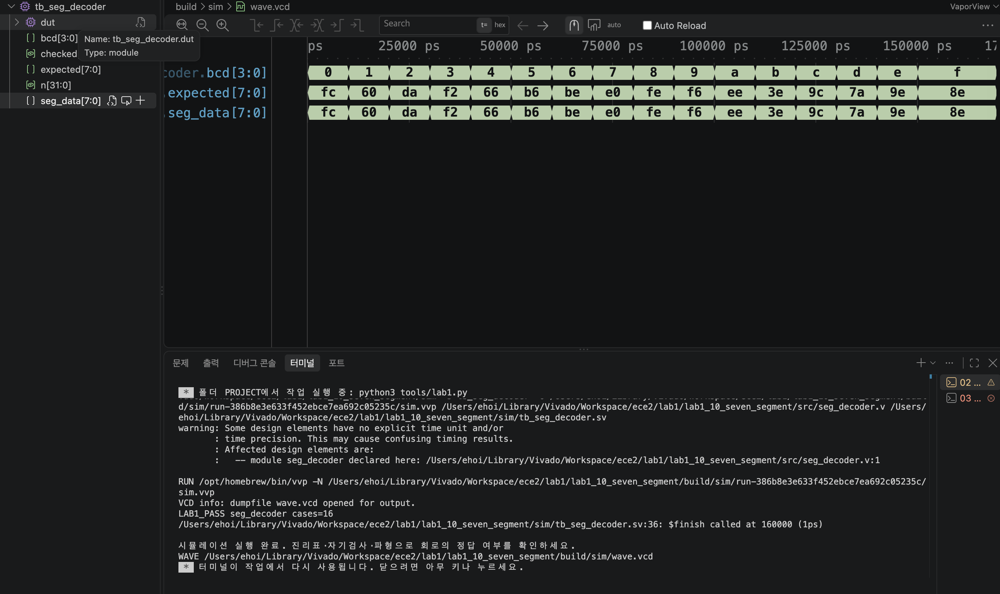 tb_seg_decoder
dut
bcd[3:0]
Name: tb_seg_decoder.dut
Type: module
checked
expected[7:0]
n[31:0]
seg_data[7:0]
build > sim > wave.vcd
VaporView
Search
t=
hex
auto
Auto Reload
ps 25000 ps 50000 ps 75000 ps 100000 ps 125000 ps 150000 ps 17
coder.bcd[3:0] 0 1 2 3 4 5 6 7 8 9 a b c d e f
.expected[7:0] fc 60 da f2 66 b6 be e0 fe f6 ee 3e 9c 7a 9e 8e
.seg_data[7:0] fc 60 da f2 66 b6 be e0 fe f6 ee 3e 9c 7a 9e 8e
문제 출력 디버그 콘솔 터미널 포트
02 ...
03 ...
* 폴더 PROJECT에서 작업 실행 중: python3 tools/lab1.py
d/sim/run-386b8e3e633f452ebce7ea692c05235c/sim.vvp /Users/ehoi/Library/Vivado/Workspace/ece2/lab1/lab1_10_seven_segment/src/seg_decoder.v /Users/
ehoi/Library/Vivado/Workspace/ece2/lab1/lab1_10_seven_segment/sim/tb_seg_decoder.sv
warning: Some design elements have no explicit time unit and/or
: time precision. This may cause confusing timing results.
: Affected design elements are:
: -- module seg_decoder declared here: /Users/ehoi/Library/Vivado/Workspace/ece2/lab1/lab1_10_seven_segment/src/seg_decoder.v:1
RUN /opt/homebrew/bin/vvp -N /Users/ehoi/Library/Vivado/Workspace/ece2/lab1/lab1_10_seven_segment/build/sim/run-386b8e3e633f452ebce7ea692c05235c/
sim.vvp
VCD info: dumpfile wave.vcd opened for output.
LAB1_PASS seg_decoder cases=16
/Users/ehoi/Library/Vivado/Workspace/ece2/lab1/lab1_10_seven_segment/sim/tb_seg_decoder.sv:36: $finish called at 160000 (1ps)
시뮬레이션 실행 완료. 진리표·자기검사·파형으로 회로의 정답 여부를 확인하세요.
WAVE /Users/ehoi/Library/Vivado/Workspace/ece2/lab1/lab1_10_seven_segment/build/sim/wave.vcd
* 터미널이 작업에서 다시 사용됩니다. 닫으려면 아무 키나 누르세요.